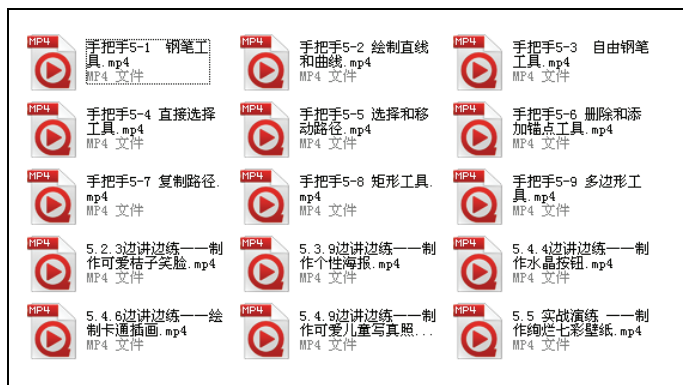 MP4 MP4 MP4
手把手5-1 钢笔工 手把手5-2 绘制直线 手把手5-3 自由钢笔
具.mp4 和曲线.mp4 工具.mp4
MP4 文件 MP4 文件 MP4 文件
MP4 MP4 MP4
手把手5-4 直接选择 手把手5-5 选择和移 手把手5-6 删除和添
工具.mp4 动路径.mp4 加锚点工具.mp4
MP4 文件 MP4 文件 MP4 文件
MP4 MP4 MP4
手把手5-7 复制路径. 手把手5-8 矩形工具. 手把手5-9 多边形工
mp4 mp4 具.mp4
MP4 文件 MP4 文件 MP4 文件
MP4 MP4 MP4
5.2.3边讲边练——制 5.3.9边讲边练——制 5.4.4边讲边练——制
作可爱桔子笑脸.mp4 作个性海报.mp4 作水晶按钮.mp4
MP4 文件 MP4 文件 MP4 文件
MP4 MP4 MP4
5.4.6边讲边练——绘 5.4.9边讲边练——制 5.5 实战演练 ——制
制卡通插画.mp4 作可爱儿童写真照... 作绚烂七彩壁纸.mp4
MP4 文件 MP4 文件 MP4 文件